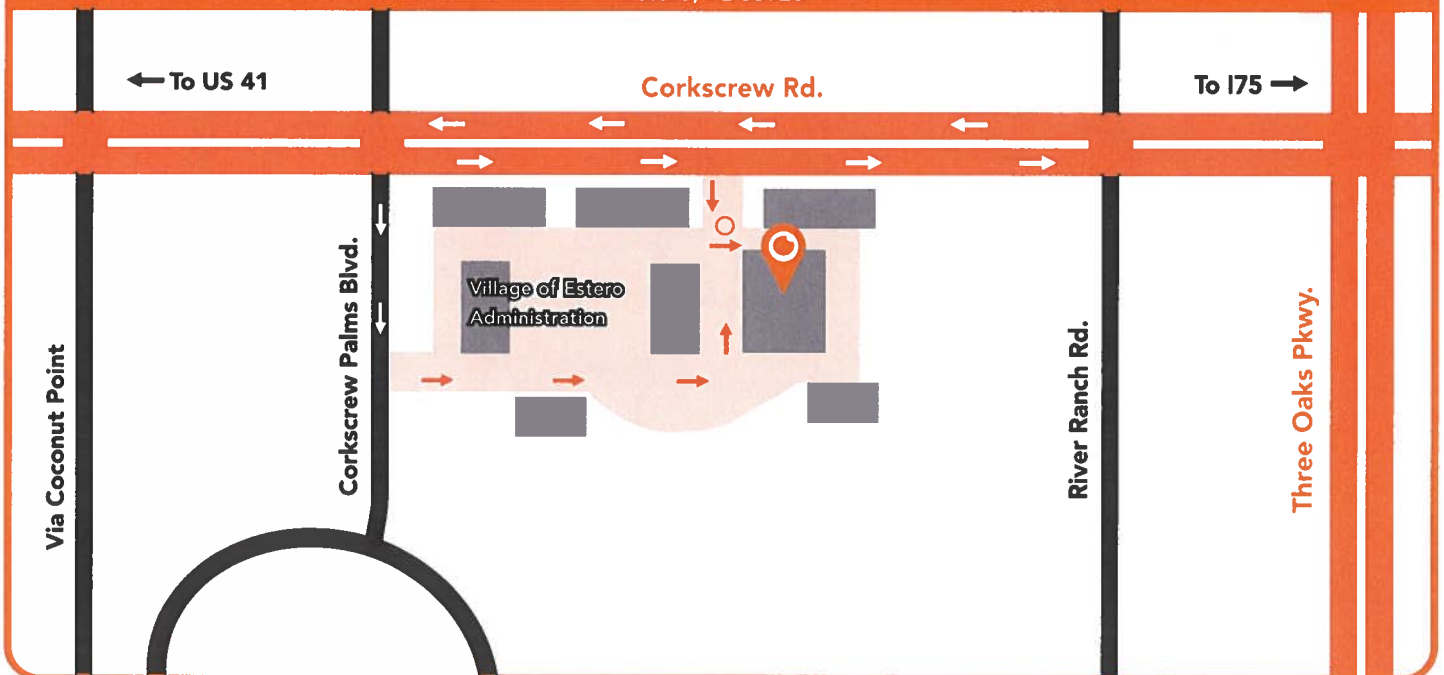 To US 41
Corkscrew Rd.
To I75
Village of Estero
Administration
Corkscrew Palms Blvd.
Via Coconut Point
River Ranch Rd.
Three Oaks Pkwy.